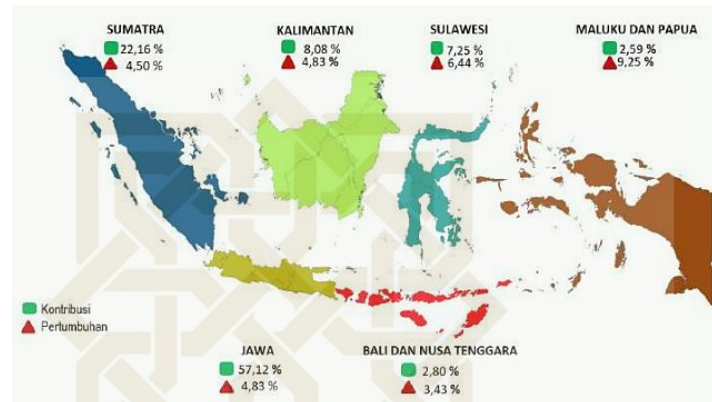 SUMATRA
22,16 %
4,50 %
KALIMANTAN
8,08 %
4,83 %
SULAWESI
7,25 %
6,44 %
MALUKU DAN PAPUA
2,59 %
9,25 %
Kontribusi
Pertumbuhan
JAWA
57,12 %
4,83 %
BALI DAN NUSA TENGGARA
2,80 %
3,43 %